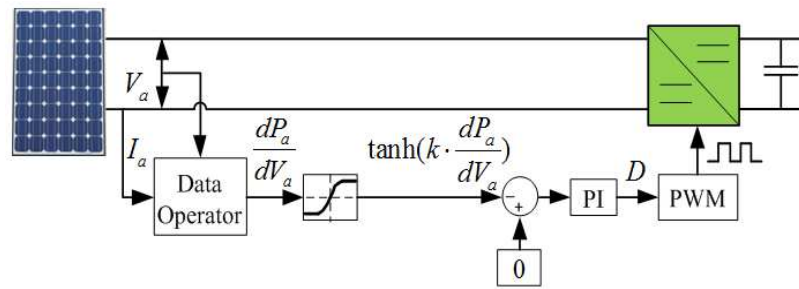 V_a
I_a
Data
Operator
dP_a
dV_a
tanh(k · dP_a
dV_a)
−
+
0
PI
D
PWM